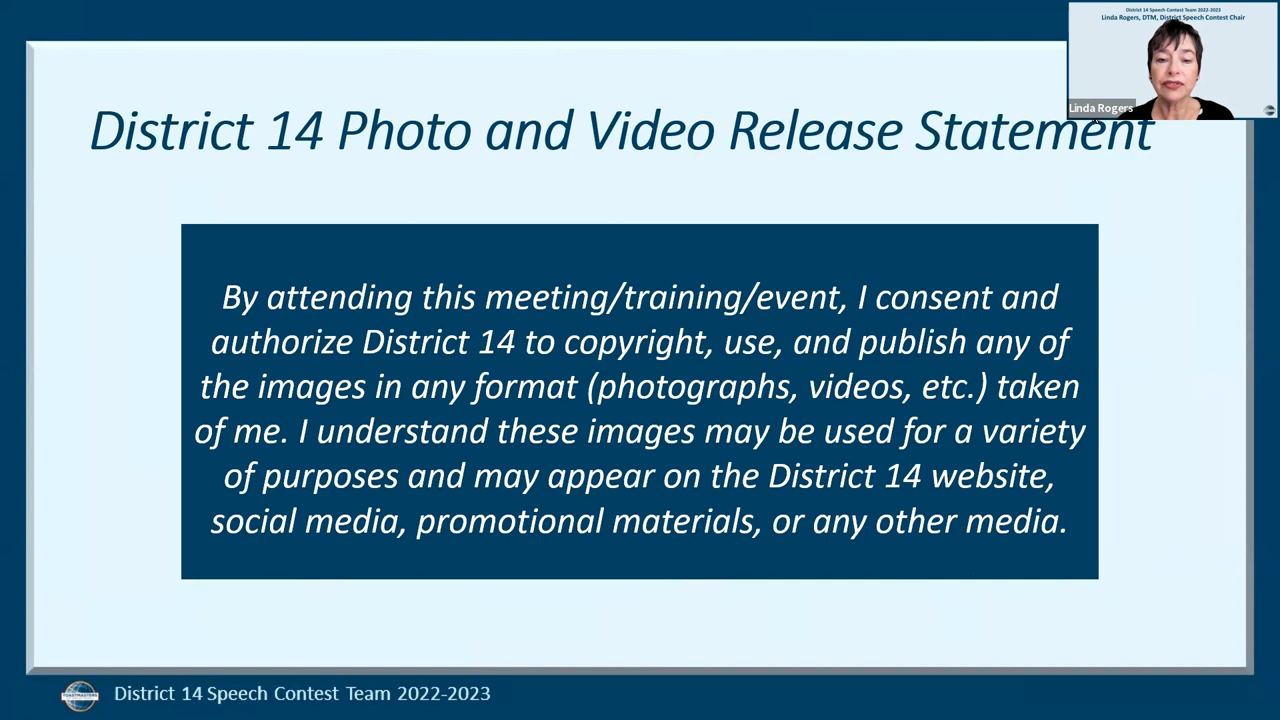 District 14 Speech Contest Team 2022-2023
Linda Rogers, DTM, District Speech Contest Chair
Linda Rogers
District 14 Photo and Video Release Statement
By attending this meeting/training/event, I consent and
authorize District 14 to copyright, use, and publish any of
the images in any format (photographs, videos, etc.) taken
of me. I understand these images may be used for a variety
of purposes and may appear on the District 14 website,
social media, promotional materials, or any other media.
TOASTMASTERS
District 14 Speech Contest Team 2022-2023